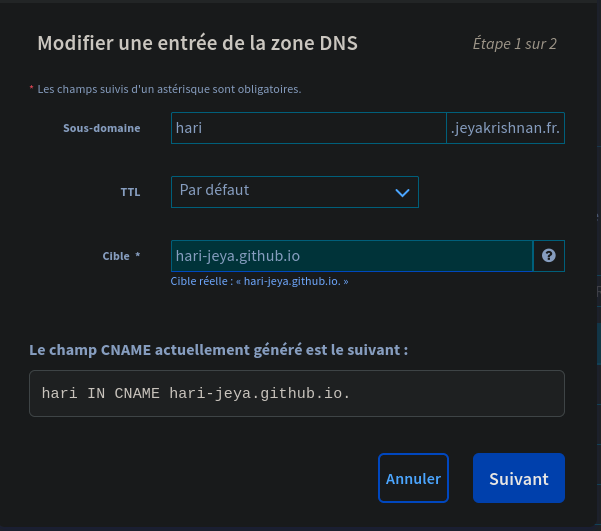 Modifier une entrée de la zone DNS
Étape 1 sur 2
* Les champs suivis d'un astérisque sont obligatoires.
Sous-domaine
hari
.jeyakrishnan.fr.
TTL
Par défaut
Cible *
hari-jeya.github.io
?
Cible réelle : « hari-jeya.github.io. »
Le champ CNAME actuellement généré est le suivant :
hari IN CNAME hari-jeya.github.io.
Annuler
Suivant